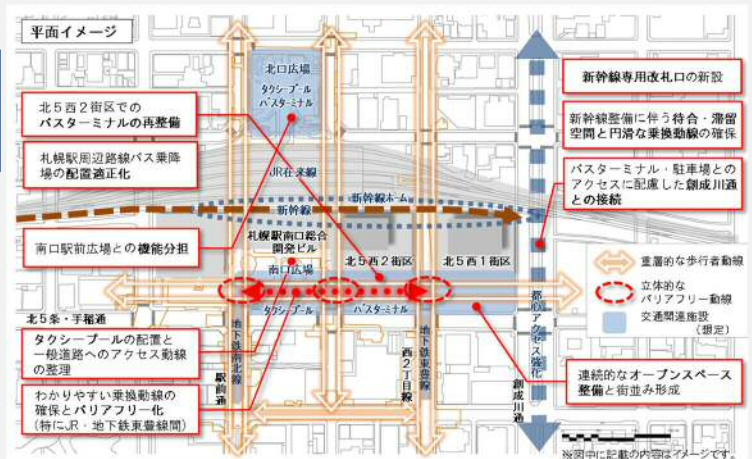 平面イメージ
北5西2街区での
バスターミナルの再整備
札幌駅周辺路線バス乗降
場の配置適正化
南口駅前広場との機能分担
北5条・手稲通
タクシープールの配置と
一般道路へのアクセス動線
の整理
わかりやすい乗換動線の
確保とバリアフリー化
(特にJR・地下鉄東豊線間)
北口広場
タクシープール
バスターミナル
JR在来線
新幹線ホーム
新幹線
札幌駅南口総合
開発ビル
南口広場
北5西2街区
北5西1街区
タクシープール
バスターミナル
地下鉄南北線
駅前通
西2丁目線
地下鉄東豊線
創成川通
都心アクセス強化
新幹線専用改札口の新設
新幹線整備に伴う待合・滞留
空間と円滑な乗換動線の確保
バスターミナル・駐車場との
アクセスに配慮した創成川通
との接続
重層的な歩行者動線
立体的な
バリアフリー動線
交通関連施設
(想定)
連続的なオープンスペース
整備と街並み形成
※図中に記載の内容はイメージです。